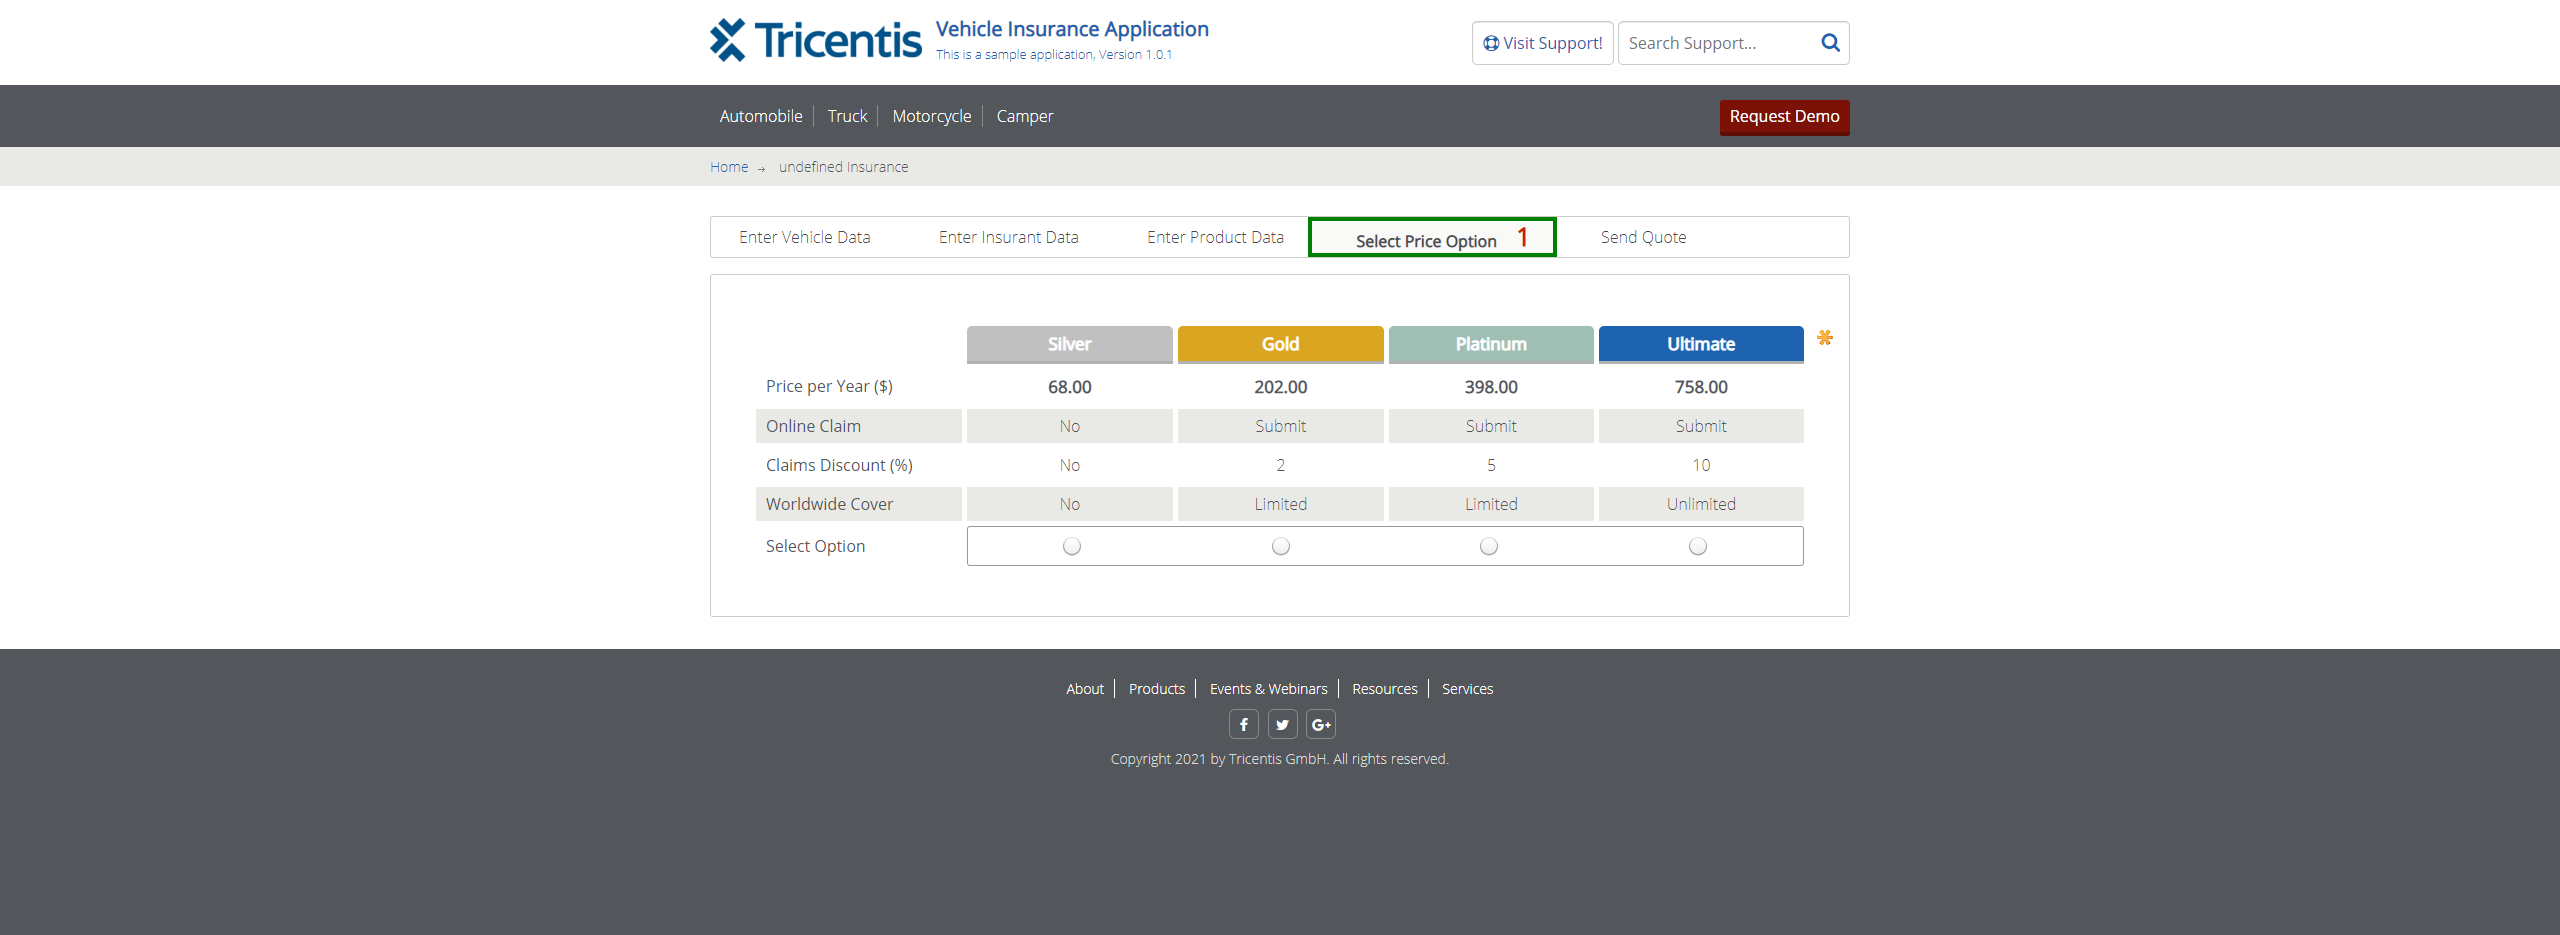 Tricentis
Vehicle Insurance Application
This is a sample application, Version 1.0.1
Visit Support!
Search Support...
Automobile
Truck
Motorcycle
Camper
Request Demo
Home
undefined Insurance
Enter Vehicle Data
Enter Insurant Data
Enter Product Data
Select Price Option 1
Send Quote
Silver Gold Platinum Ultimate
Price per Year ($) 68.00 202.00 398.00 758.00
Online Claim No Submit Submit Submit
Claims Discount (%) No 2 5 10
Worldwide Cover No Limited Limited Unlimited
Select Option
About Products Events & Webinars Resources Services
f G+
Copyright 2021 by Tricentis GmbH. All rights reserved.